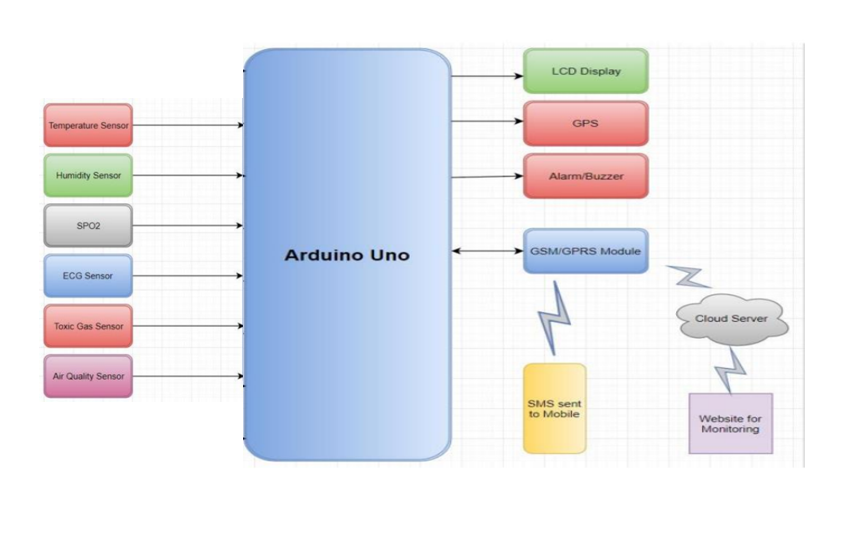 Temperature Sensor
Humidity Sensor
SPO2
ECG Sensor
Toxic Gas Sensor
Air Quality Sensor
Arduino Uno
LCD Display
GPS
Alarm/Buzzer
GSM/GPRS Module
Cloud Server
SMS sent
to Mobile
Website for
Monitoring